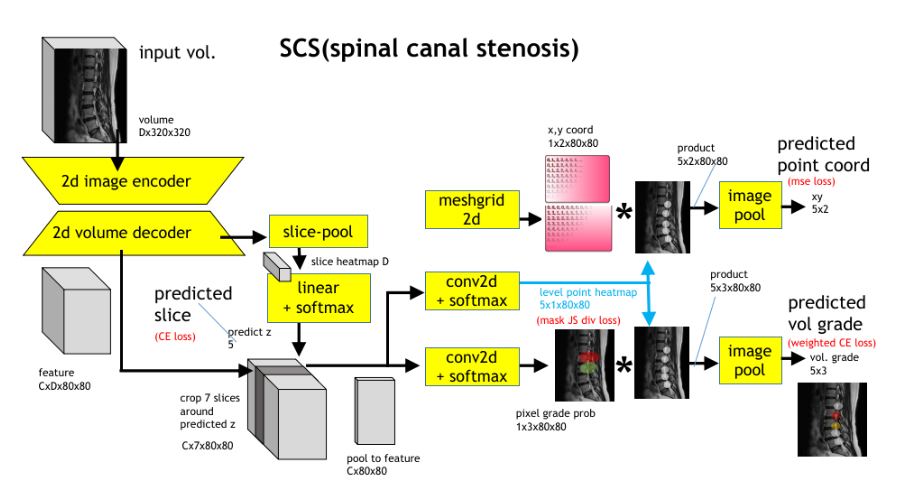 SCS(spinal canal stenosis)
input vol.
volume
Dx320x320
2d image encoder
2d volume decoder
slice-pool
slice heatmap D
linear
+ softmax
predicted
slice
(CE loss)
predict z
5
feature
CxDx80x80
crop 7 slices
around
predicted z
Cx7x80x80
pool to feature
Cx80x80
x,y coord
1x2x80x80
meshgrid
2d
*
product
5x2x80x80
image
pool
predicted
point coord
(mse loss)
xy
5x2
conv2d
+ softmax
level point heatmap
5x1x80x80
(mask JS div loss)
conv2d
+ softmax
pixel grade prob
1x3x80x80
*
product
5x3x80x80
image
pool
predicted
vol grade
(weighted CE loss)
vol. grade
5x3